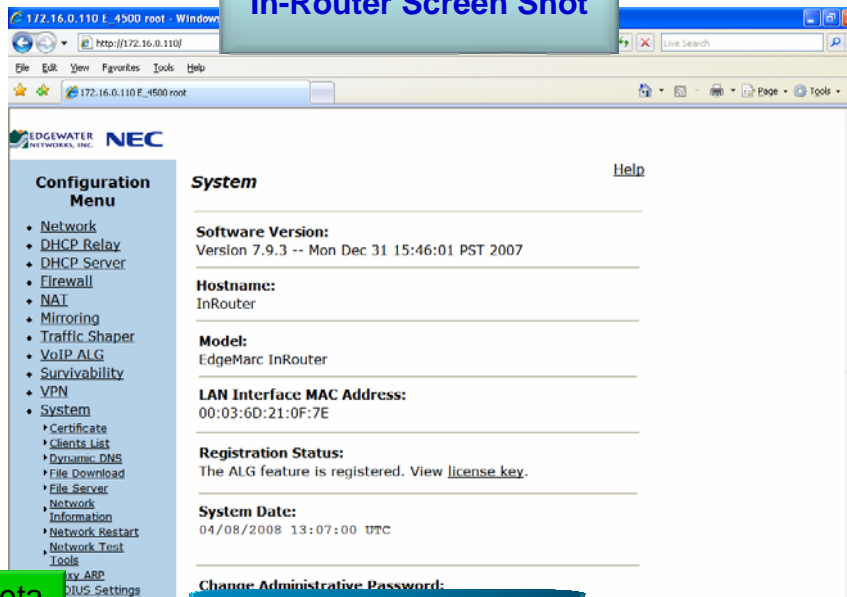 In-Router Screen Shot
172.16.0.110 E_4500 root - Windows
http://172.16.0.110/
Live Search
File Edit View Favorites Tools Help
172.16.0.110 E_4500 root
Page Tools
EDGEWATER NETWORKS, INC. NEC
Help
Configuration Menu
Network
DHCP Relay
DHCP Server
Firewall
NAT
Mirroring
Traffic Shaper
VoIP ALG
Survivability
VPN
System
Certificate
Clients List
Dynamic DNS
File Download
File Server
Network Information
Network Restart
Network Test Tools
xy ARP
DIUS Settings
System
Software Version:
Version 7.9.3 -- Mon Dec 31 15:46:01 PST 2007
Hostname:
InRouter
Model:
EdgeMarc InRouter
LAN Interface MAC Address:
00:03:6D:21:0F:7E
Registration Status:
The ALG feature is registered. View license key.
System Date:
04/08/2008 13:07:00 UTC
Change Administrative Password: